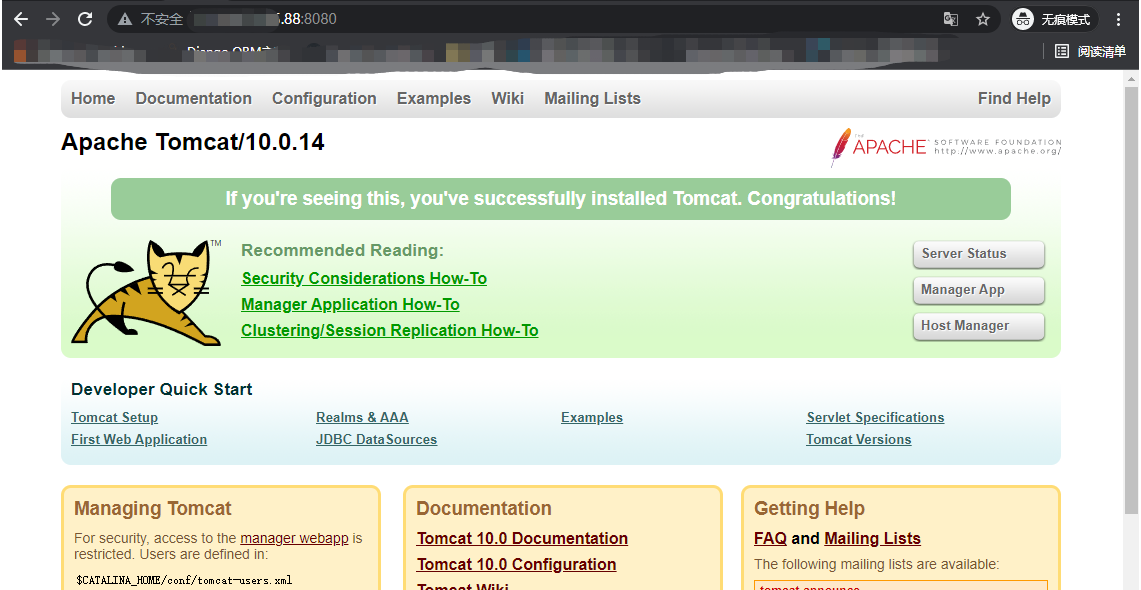 不安全 .88:8080 无痕模式
阅读清单
Home Documentation Configuration Examples Wiki Mailing Lists Find Help
Apache Tomcat/10.0.14
THE
APACHE SOFTWARE FOUNDATION
http://www.apache.org/
If you're seeing this, you've successfully installed Tomcat. Congratulations!
TM
Recommended Reading:
Security Considerations How-To
Manager Application How-To
Clustering/Session Replication How-To
Server Status
Manager App
Host Manager
Developer Quick Start
Tomcat Setup
First Web Application
Realms & AAA
JDBC DataSources
Examples
Servlet Specifications
Tomcat Versions
Managing Tomcat
For security, access to the manager webapp is
restricted. Users are defined in:
$CATALINA_HOME/conf/tomcat-users.xml
Documentation
Tomcat 10.0 Documentation
Tomcat 10.0 Configuration
Tomcat Wiki
Getting Help
FAQ and Mailing Lists
The following mailing lists are available:
tomcat-announce